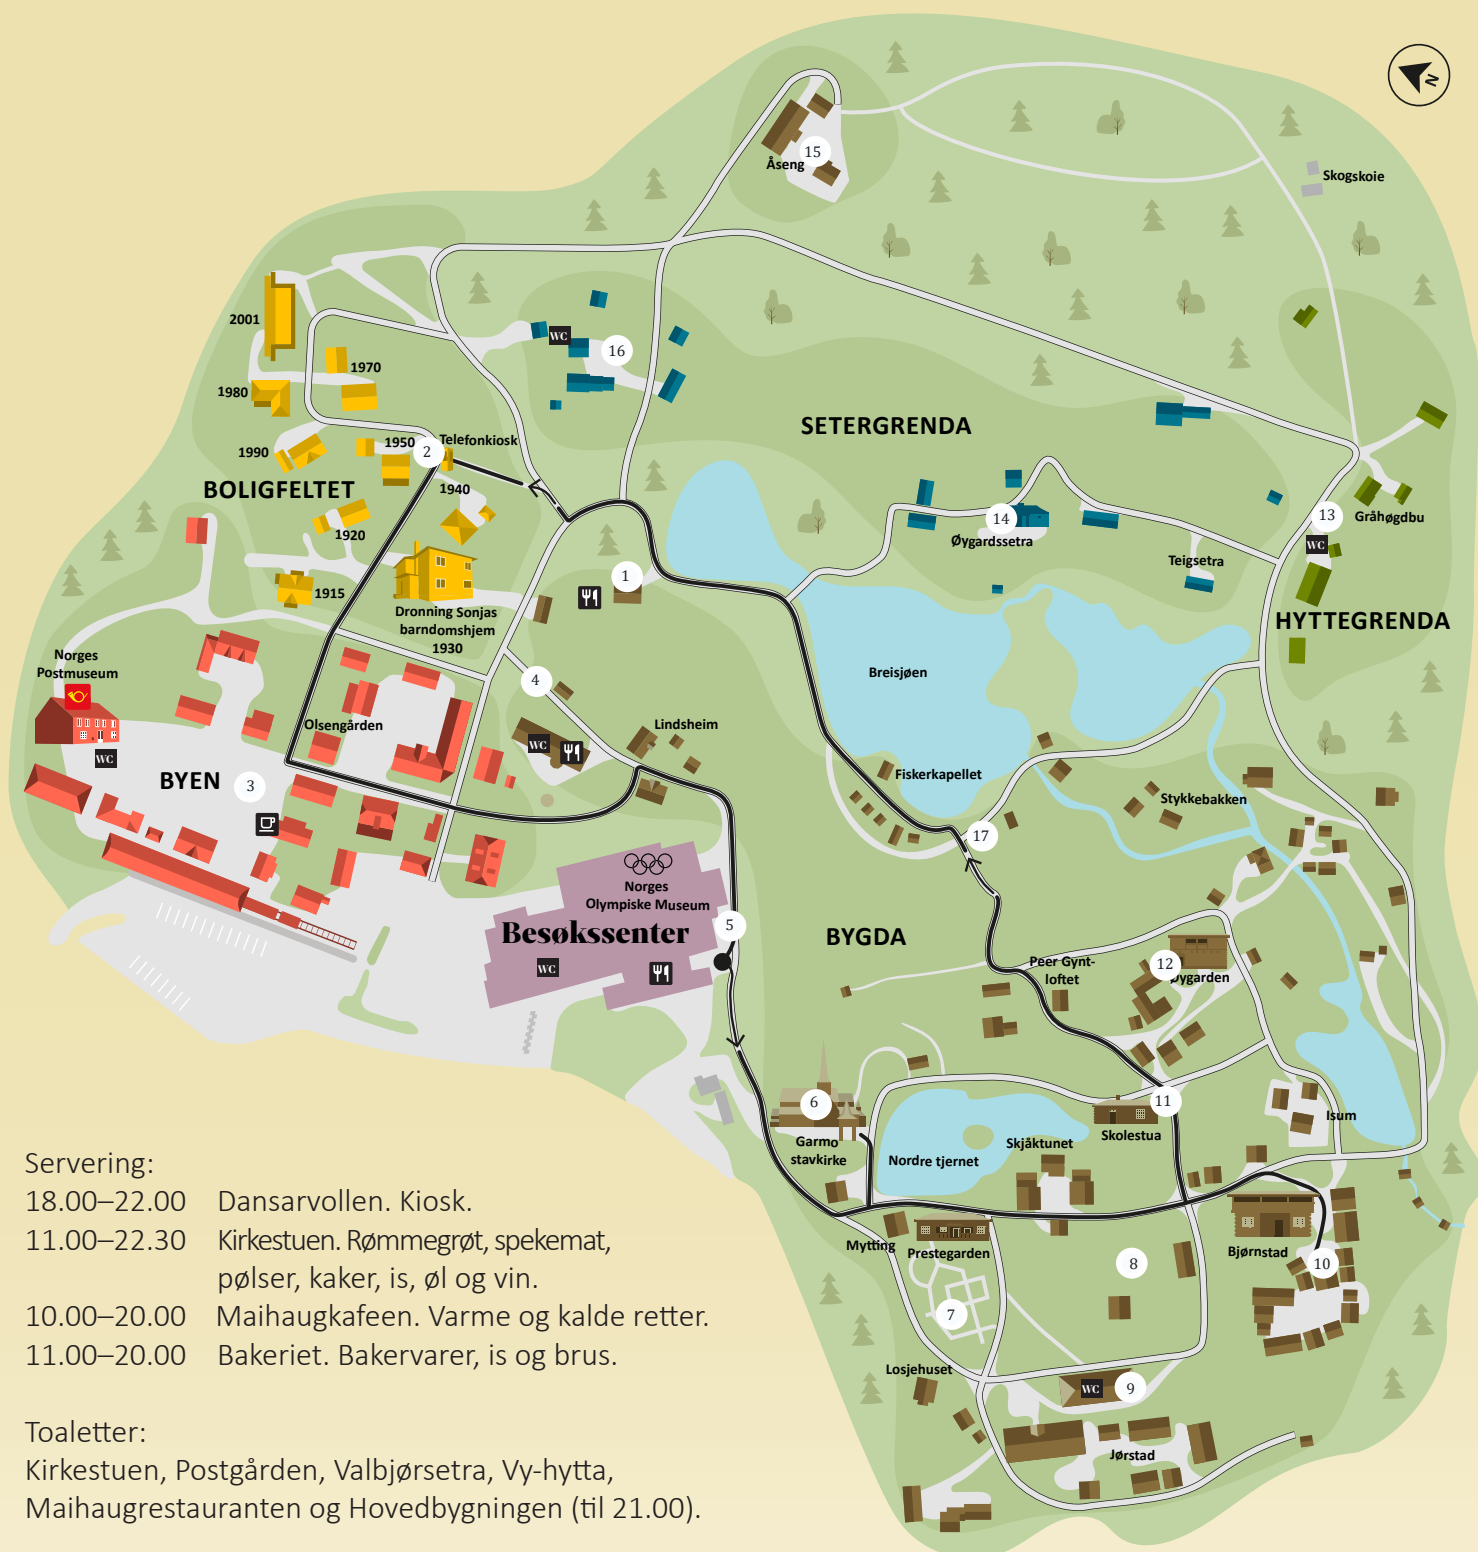 N
15
Åseng
Skogskoie
2001
WC
16
1970
1980
SETERGRENDA
1950
2
Telefonkiosk
1990
BOLIGFELTET
1940
14
13
Gråhøgdbu
1920
Øygardssetra
WC
Teigsetra
1
1915
Dronning Sonjas
barndomshjem
1930
HYTTEGRENDA
Norges
Postmuseum
Breisjøen
4
Olsengården
Lindsheim
WC
WC
BYEN
3
Fiskerkapellet
Stykkebakken
17
Norges
Olympiske Museum
Besøkssenter
5
BYGDA
WC
Peer Gynt-
loftet
12
Øygarden
6
11
Garmo
stavkirke
Skolestua
Isum
Skjåktunet
Nordre tjernet
Mytting
Prestegarden
8
Bjørnstad
10
7
Losjehuset
WC
9
Jørstad
Servering:
18.00–22.00 Dansarvollen. Kiosk.
11.00–22.30 Kirkestuen. Rømmegrøt, spekemat,
pølser, kaker, is, øl og vin.
10.00–20.00 Maihaugkafeen. Varme og kalde retter.
11.00–20.00 Bakeriet. Bakervarer, is og brus.
Toaletter:
Kirkestuen, Postgården, Valbjørsetra, Vy-hytta,
Maihaugrestauranten og Hovedbygningen (til 21.00).